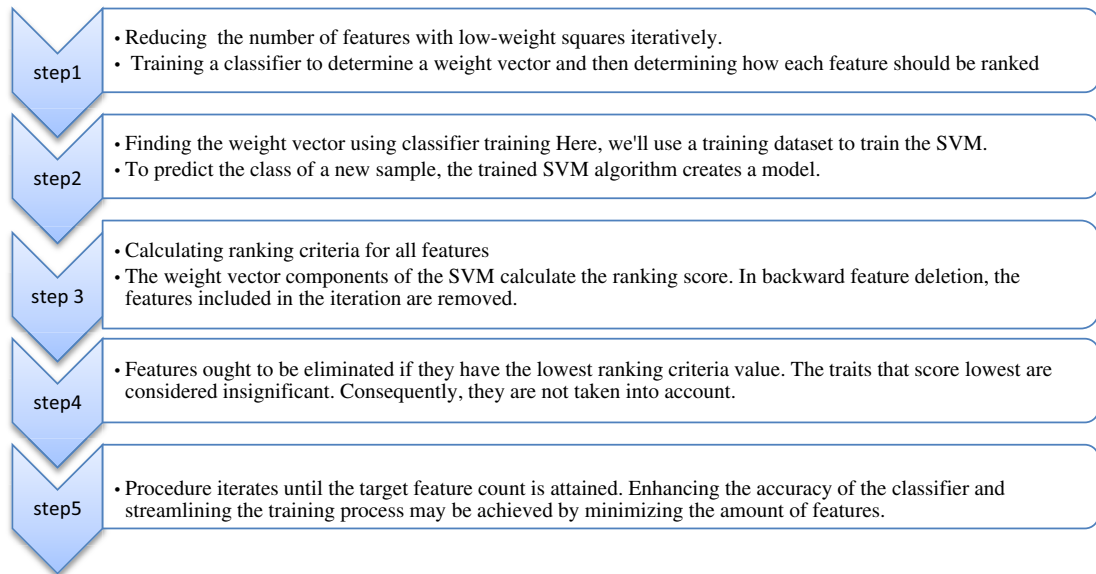 step1
• Reducing the number of features with low-weight squares iteratively.
• Training a classifier to determine a weight vector and then determining how each feature should be ranked
step2
• Finding the weight vector using classifier training Here, we'll use a training dataset to train the SVM.
• To predict the class of a new sample, the trained SVM algorithm creates a model.
step 3
• Calculating ranking criteria for all features
• The weight vector components of the SVM calculate the ranking score. In backward feature deletion, the
features included in the iteration are removed.
step4
• Features ought to be eliminated if they have the lowest ranking criteria value. The traits that score lowest are
considered insignificant. Consequently, they are not taken into account.
step5
• Procedure iterates until the target feature count is attained. Enhancing the accuracy of the classifier and
streamlining the training process may be achieved by minimizing the amount of features.